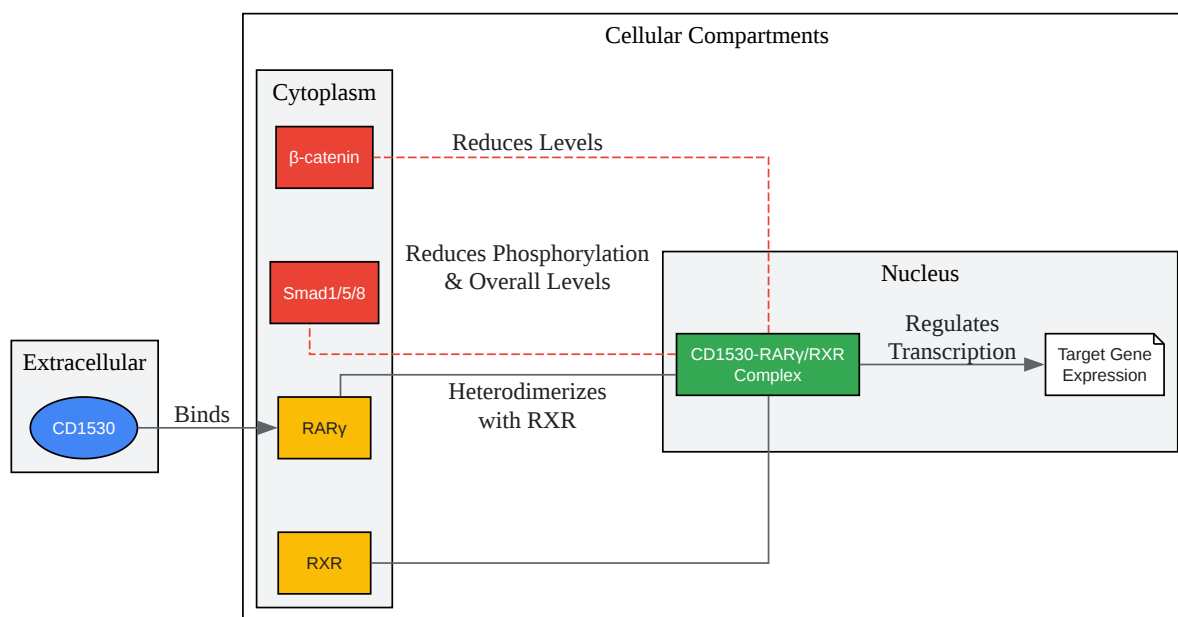 Cellular Compartments
Cytoplasm
β-catenin
Reduces Levels
Smad1/5/8
Reduces Phosphorylation
& Overall Levels
Nucleus
CD1530-RARγ/RXR
Complex
Regulates
Transcription
Target Gene
Expression
Extracellular
CD1530
Binds
RARγ
Heterodimerizes
with RXR
RXR